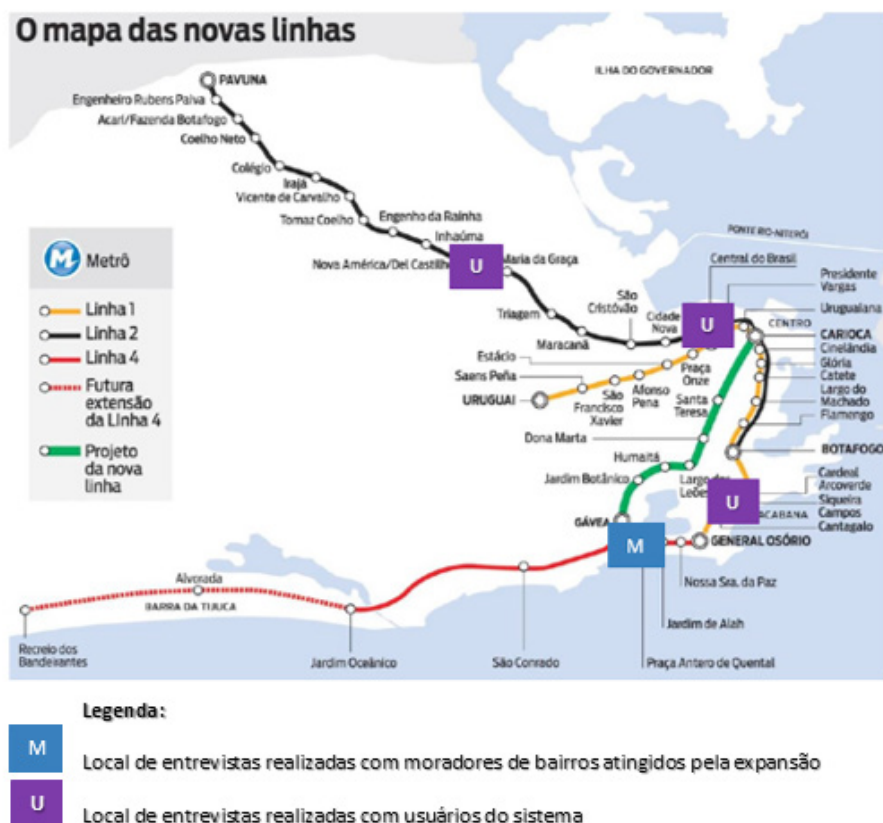 O mapa das novas linhas
ILHA DO GOVERNADOR
PAVUNA
Engenheiro Rubens Paiva
Acari/Fazenda Botafogo
Coelho Neto
Colégio
Irajá
Vicente de Carvalho
Tomaz Coelho
Engenho da Rainha
Inhaúma
Nova América/Del Castilho
U
Maria da Graça
PONTE RIO-NITERÓI
Central do Brasil
Presidente
Vargas
Uruguaiana
CENTRO
CARIOCA
Cinelândia
Glória
Catete
Largo do
Machado
Flamengo
BOTAFOGO
Cardeal
Arcoverde
Siqueira
Campos
Cantagalo
Triagem
Maracanã
São
Cristóvão
Cidade
Nova
U
Estácio
Saens Peña
URUGUAI
São
Francisco
Xavier
Afonso
Pena
Praça
Onze
Santa
Teresa
Dona Marta
Humaitá
Jardim Botânico
Largo dos
Leões
U
ACABANA
GÁVEA
M
GENERAL OSÓRIO
Nossa Sra. da Paz
Jardim de Alah
Praça Antero de Quental
São Conrado
Jardim Oceânico
Alvorada
BARRA DA TIJUCA
Recreio dos
Bandeirantes
Metrô
Linha 1
Linha 2
Linha 4
Futura
extensão
da Linha 4
Projeto
da nova
linha
Legenda:
M
Local de entrevistas realizadas com moradores de bairros atingidos pela expansão
U
Local de entrevistas realizadas com usuários do sistema